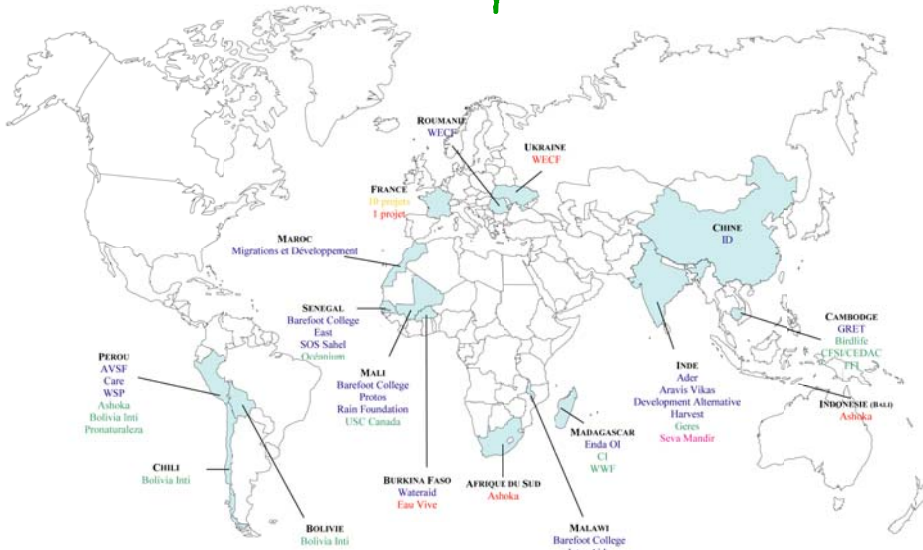 ROUMANIE
WECF
UKRAINE
WECF
FRANCE
10 projets
1 projet
CHINE
ID
MAROC
Migrations et Développement
SENEGAL
Barefoot College
East
SOS Sahel
Océanium
CAMBODGE
GRET
Birdlife
CFSI/CEDAC
FFI
PEROU
AVSF
Care
WSP
Ashoka
Bolivia Inti
Pronaturaleza
MALI
Barefoot College
Protos
Rain Foundation
USC Canada
INDE
Ader
Aravis Vikas
Development Alternative
Harvest
Geres
Seva Mandir
INDONESIE (BALI)
Ashoka
MADAGASCAR
Enda OI
CI
WWF
CHILI
Bolivia Inti
BURKINA FASO
Wateraid
Eau Vive
AFRIQUE DU SUD
Ashoka
BOLIVIE
Bolivia Inti
MALAWI
Barefoot College